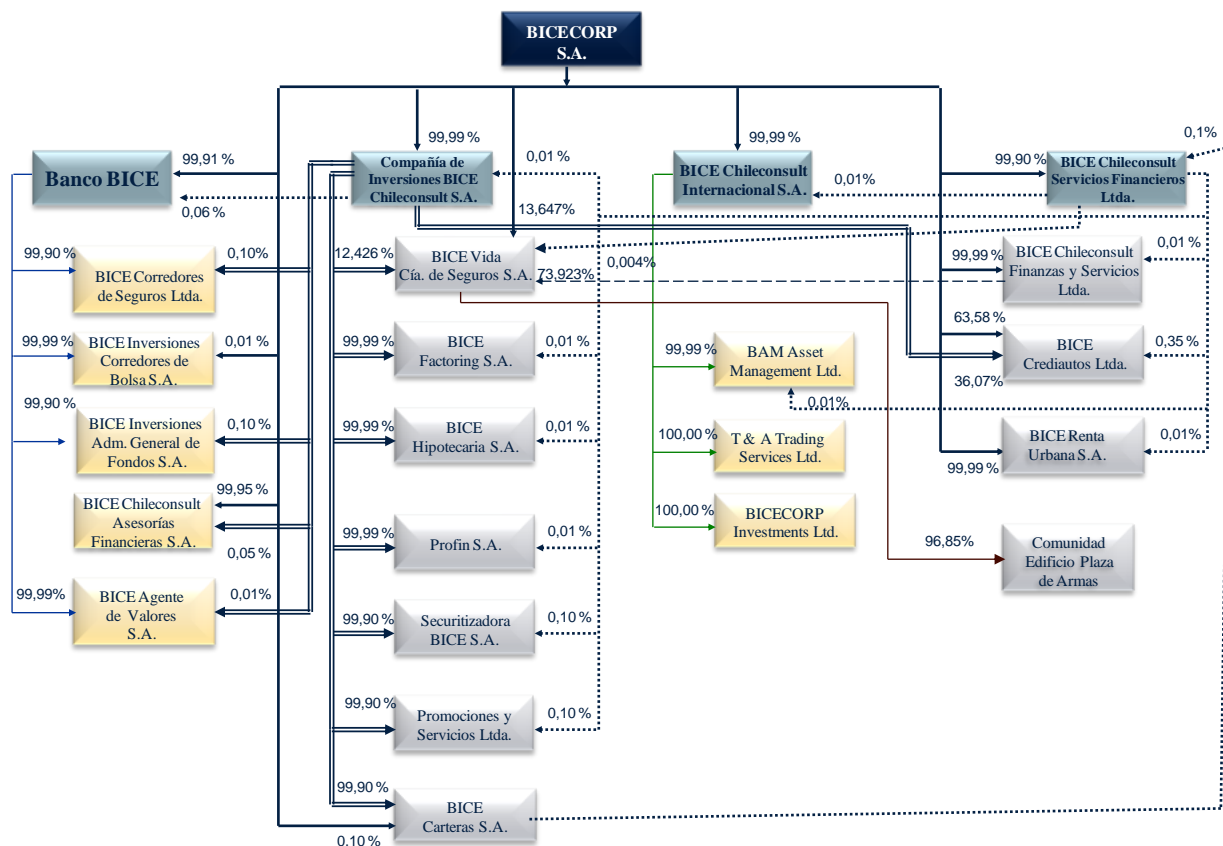 BICECORP
S.A.
99,99 %
99,99 %
0,1%
99,91 %
0,01 %
99,90 %
Banco BICE
Compañía de
Inversiones BICE
Chileconsult S.A.
BICE Chileconsult
Internacional S.A.
0,01%
BICE Chileconsult
Servicios Financieros
Ltda.
0,06 %
13,647%
99,90 %
0,10%
12,426 %
0,004%
99,99 %
0,01 %
BICE Corredores
de Seguros Ltda.
BICE Vida
Cía. de Seguros S.A.
73,923%
BICE Chileconsult
Finanzas y Servicios
Ltda.
99,99 %
0,01 %
99,99 %
0,01 %
99,99 %
63,58 %
0,35 %
BICE Inversiones
Corredores de
Bolsa S.A.
BICE
Factoring S.A.
BAM Asset
Management Ltd.
BICE
Crediautos Ltda.
36,07%
99,90 %
0,10 %
99,99 %
0,01 %
0,01%
0,01%
BICE Inversiones
Adm. General de
Fondos S.A.
BICE
Hipotecaria S.A.
100,00 %
T & A Trading
Services Ltd.
BICE Renta
Urbana S.A.
99,99 %
99,95 %
BICE Chileconsult
Asesorías
Financieras S.A.
0,05 %
99,99 %
0,01 %
Profin S.A.
100,00 %
BICECORP
Investments Ltd.
96,85%
Comunidad
Edificio Plaza
de Armas
99,99%
0,01%
BICE Agente
de Valores
S.A.
99,90 %
0,10 %
Securitizadora
BICE S.A.
99,90 %
0,10 %
Promociones y
Servicios Ltda.
99,90 %
BICE
Carteras S.A.
0,10 %